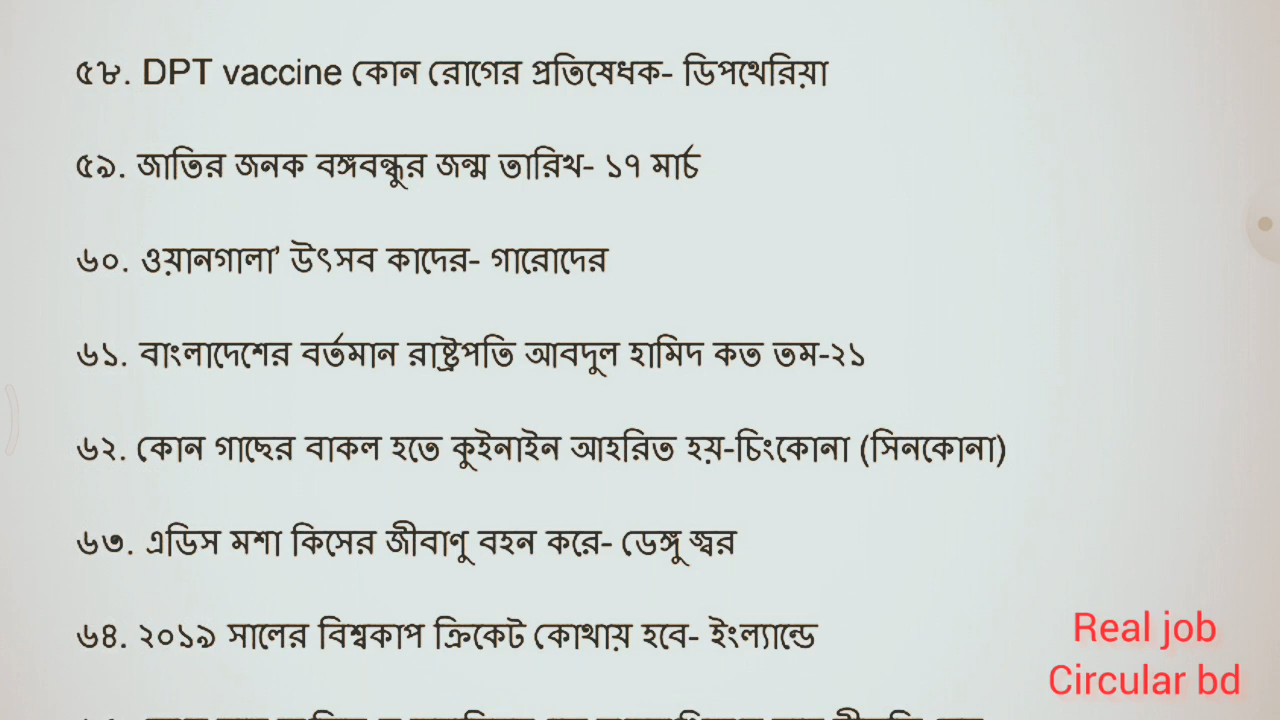 ৫৮. DPT vaccine কোন রোগের প্রতিষেধক- ডিপথেরিয়া
৫৯. জাতির জনক বঙ্গবন্ধুর জন্ম তারিখ- ১৭ মার্চ
৬০. ওয়ানগালা’ উৎসব কাদের- গারোদের
৬১. বাংলাদেশের বর্তমান রাষ্ট্রপতি আবদুল হামিদ কত তম-২১
৬২. কোন গাছের বাকল হতে কুইনাইন আহরিত হয়-চিংকোনা (সিনকোনা)
৬৩. এডিস মশা কিসের জীবাণু বহন করে- ডেঙ্গু জ্বর
৬৪. ২০১৯ সালের বিশ্বকাপ ক্রিকেট কোথায় হবে- ইংল্যান্ডে
Real job
Circular bd